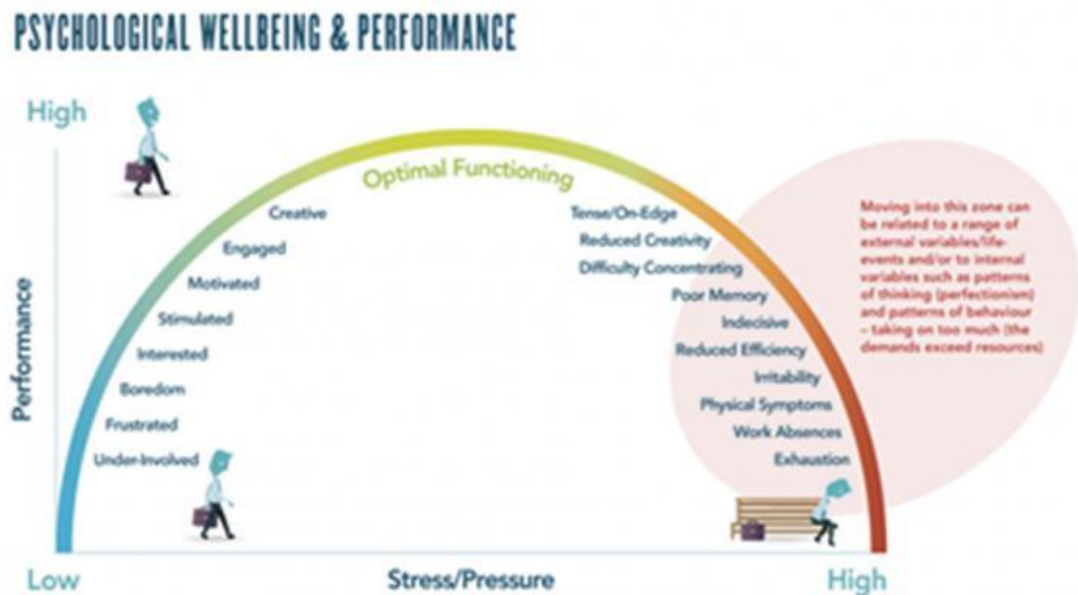 PSYCHOLOGICAL WELLBEING & PERFORMANCE
High
Performance
Optimal Functioning
Creative
Engaged
Motivated
Stimulated
Interested
Boredom
Frustrated
Under-Involved
Tense/On-Edge
Reduced Creativity
Difficulty Concentrating
Poor Memory
Indecisive
Reduced Efficiency
Irritability
Physical Symptoms
Work Absences
Exhaustion
Moving into this zone can
be related to a range of
external variables/life-
events and/or to internal
variables such as patterns
of thinking (perfectionism)
and patterns of behaviour
– taking on too much (the
demands exceed resources)
Low
Stress/Pressure
High